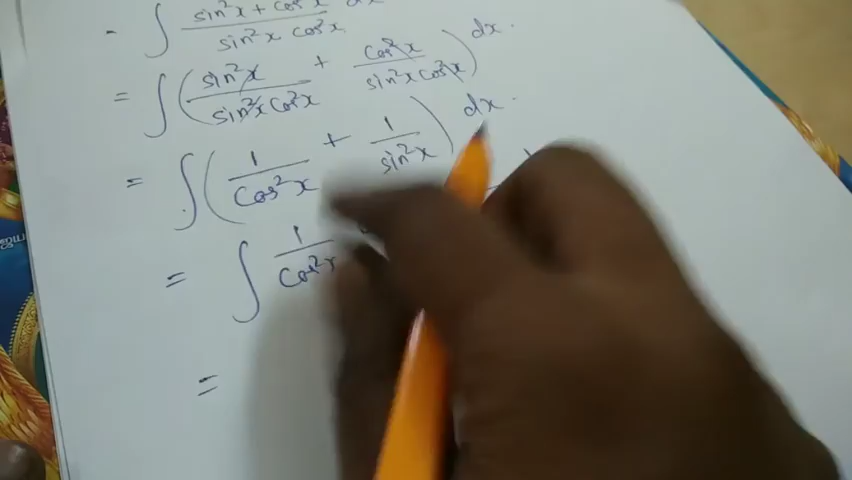 - ∫ sin²x + cos²x / sin²x cos²x dx
= ∫ ( sin²x / sin²x cos²x + cos²x / sin²x cos²x ) dx.
= ∫ ( 1 / cos²x + 1 / sin²x ) dx.
= ∫ 1 / cos²x
=